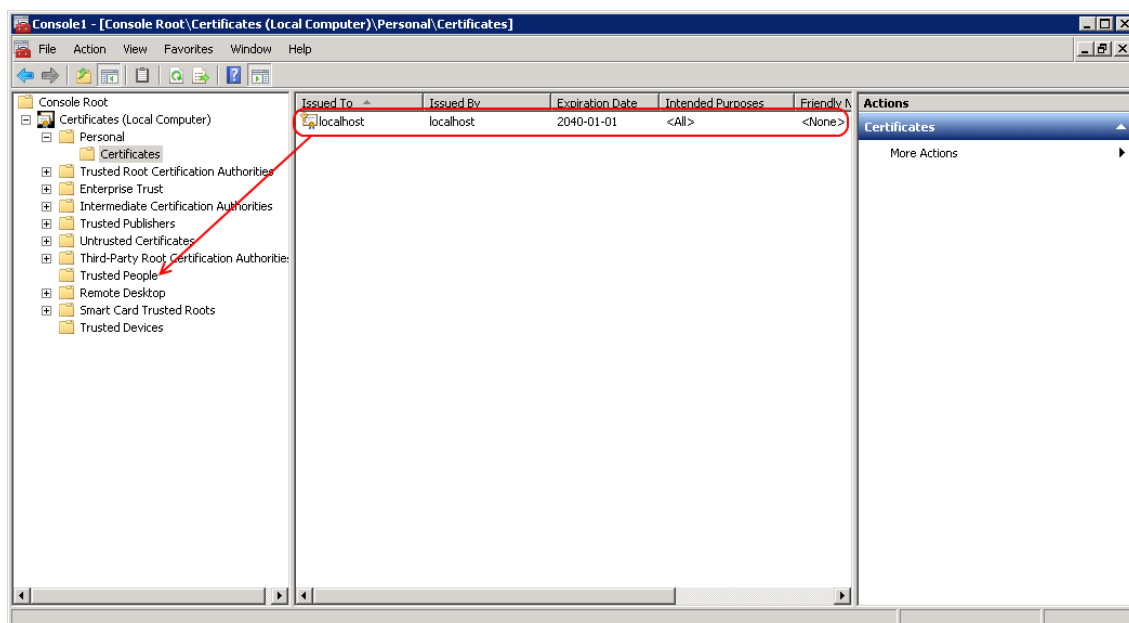 Console1 - [Console Root\Certificates (Local Computer)\Personal\Certificates]
File Action View Favorites Window Help
Console Root
Certificates (Local Computer)
Personal
Certificates
Trusted Root Certification Authorities
Enterprise Trust
Intermediate Certification Authorities
Trusted Publishers
Untrusted Certificates
Third-Party Root Certification Authorities
Trusted People
Remote Desktop
Smart Card Trusted Roots
Trusted Devices
Issued To Issued By Expiration Date Intended Purposes Friendly N
localhost localhost 2040-01-01 <All> <None>
Actions
Certificates
More Actions